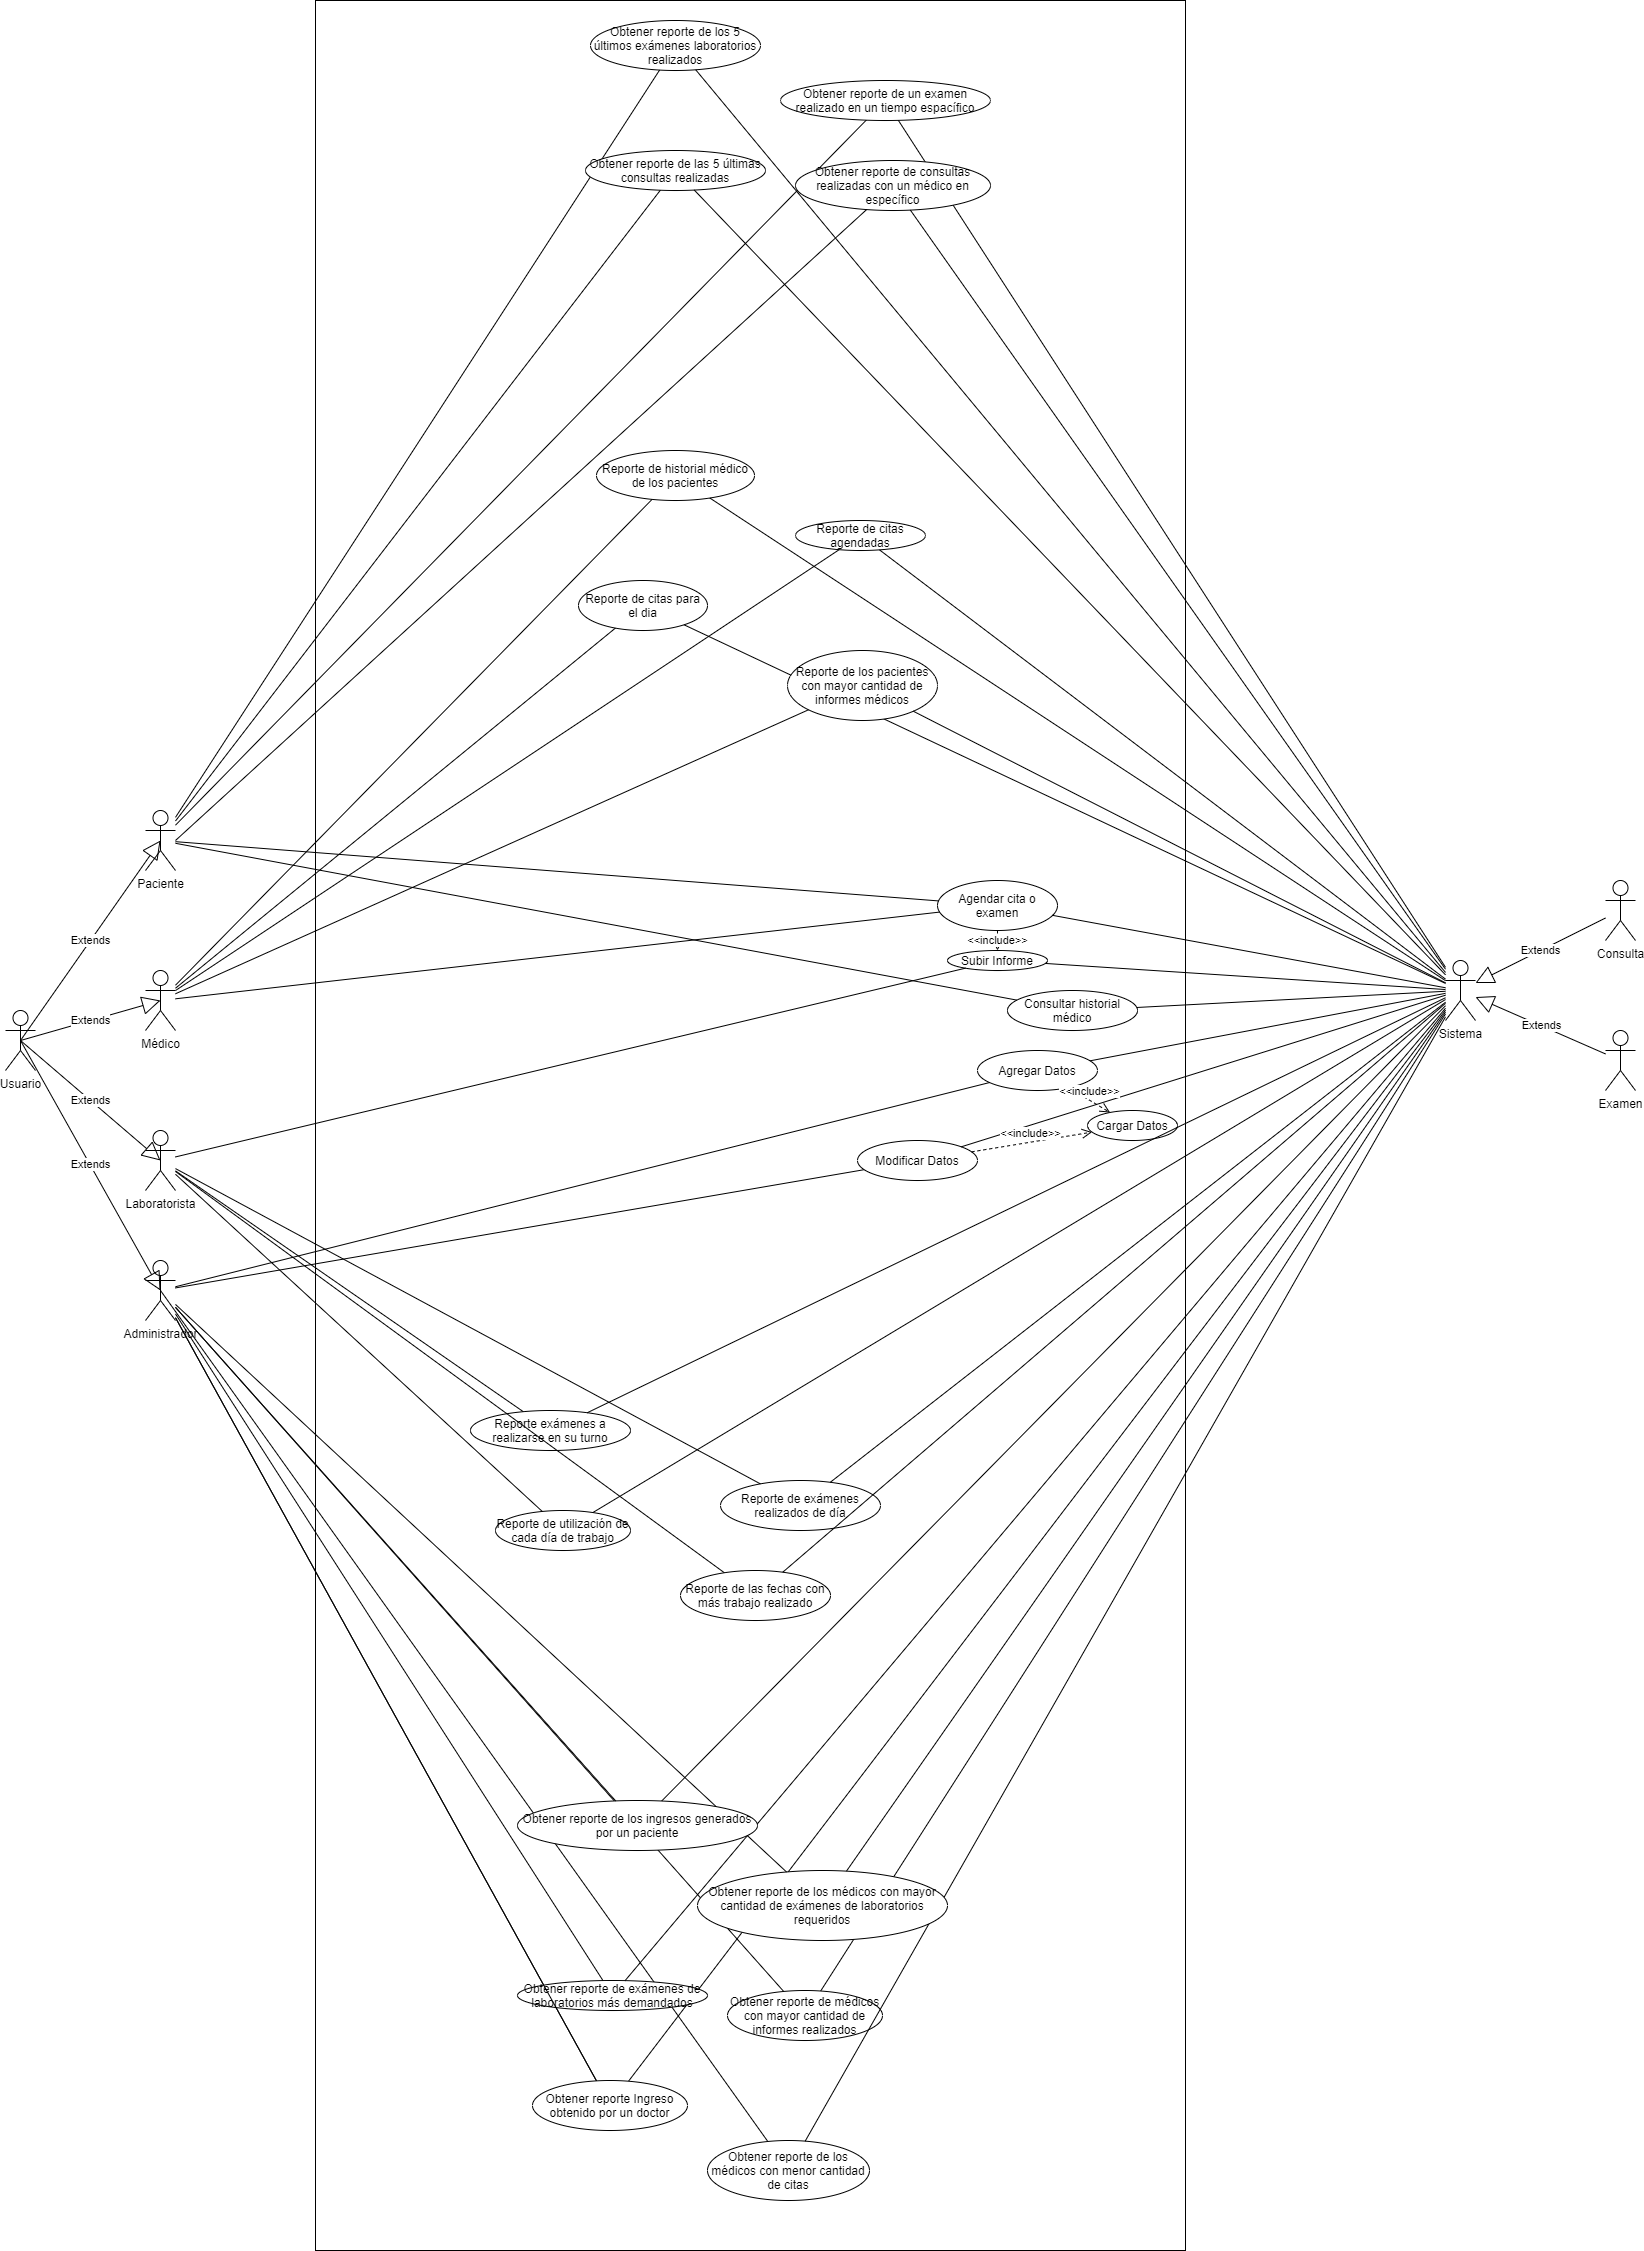 Obtener reporte de los 5
últimos exámenes laboratorios
realizados
Obtener reporte de un examen
realizado en un tiempo espacífico
Obtener reporte de las 5 últimas
consultas realizadas
Obtener reporte de consultas
realizadas con un médico en
específico
Reporte de historial médico
de los pacientes
Reporte de citas
agendadas
Reporte de citas para
el dia
Reporte de los pacientes
con mayor cantidad de
informes médicos
Paciente
Agendar cita o
examen
Extends
<<include>>
Subir Informe
Médico
Extends
Consultar historial
médico
Usuario
Extends
Extends
Laboratorista
Administrador
Agregar Datos
<<include>>
Cargar Datos
<<include>>
Modificar Datos
Consulta
Extends
Sistema
Extends
Examen
Reporte exámenes a
realizarse en su turno
Reporte de exámenes
realizados de día
Reporte de utilización de
cada día de trabajo
Reporte de las fechas con
más trabajo realizado
Obtener reporte de los ingresos generados
por un paciente
Obtener reporte de los médicos con mayor
cantidad de exámenes de laboratorios
requeridos
Obtener reporte de exámenes de
laboratorios más demandados
Obtener reporte de médicos
con mayor cantidad de
informes realizados
Obtener reporte Ingreso
obtenido por un doctor
Obtener reporte de los
médicos con menor cantidad
de citas